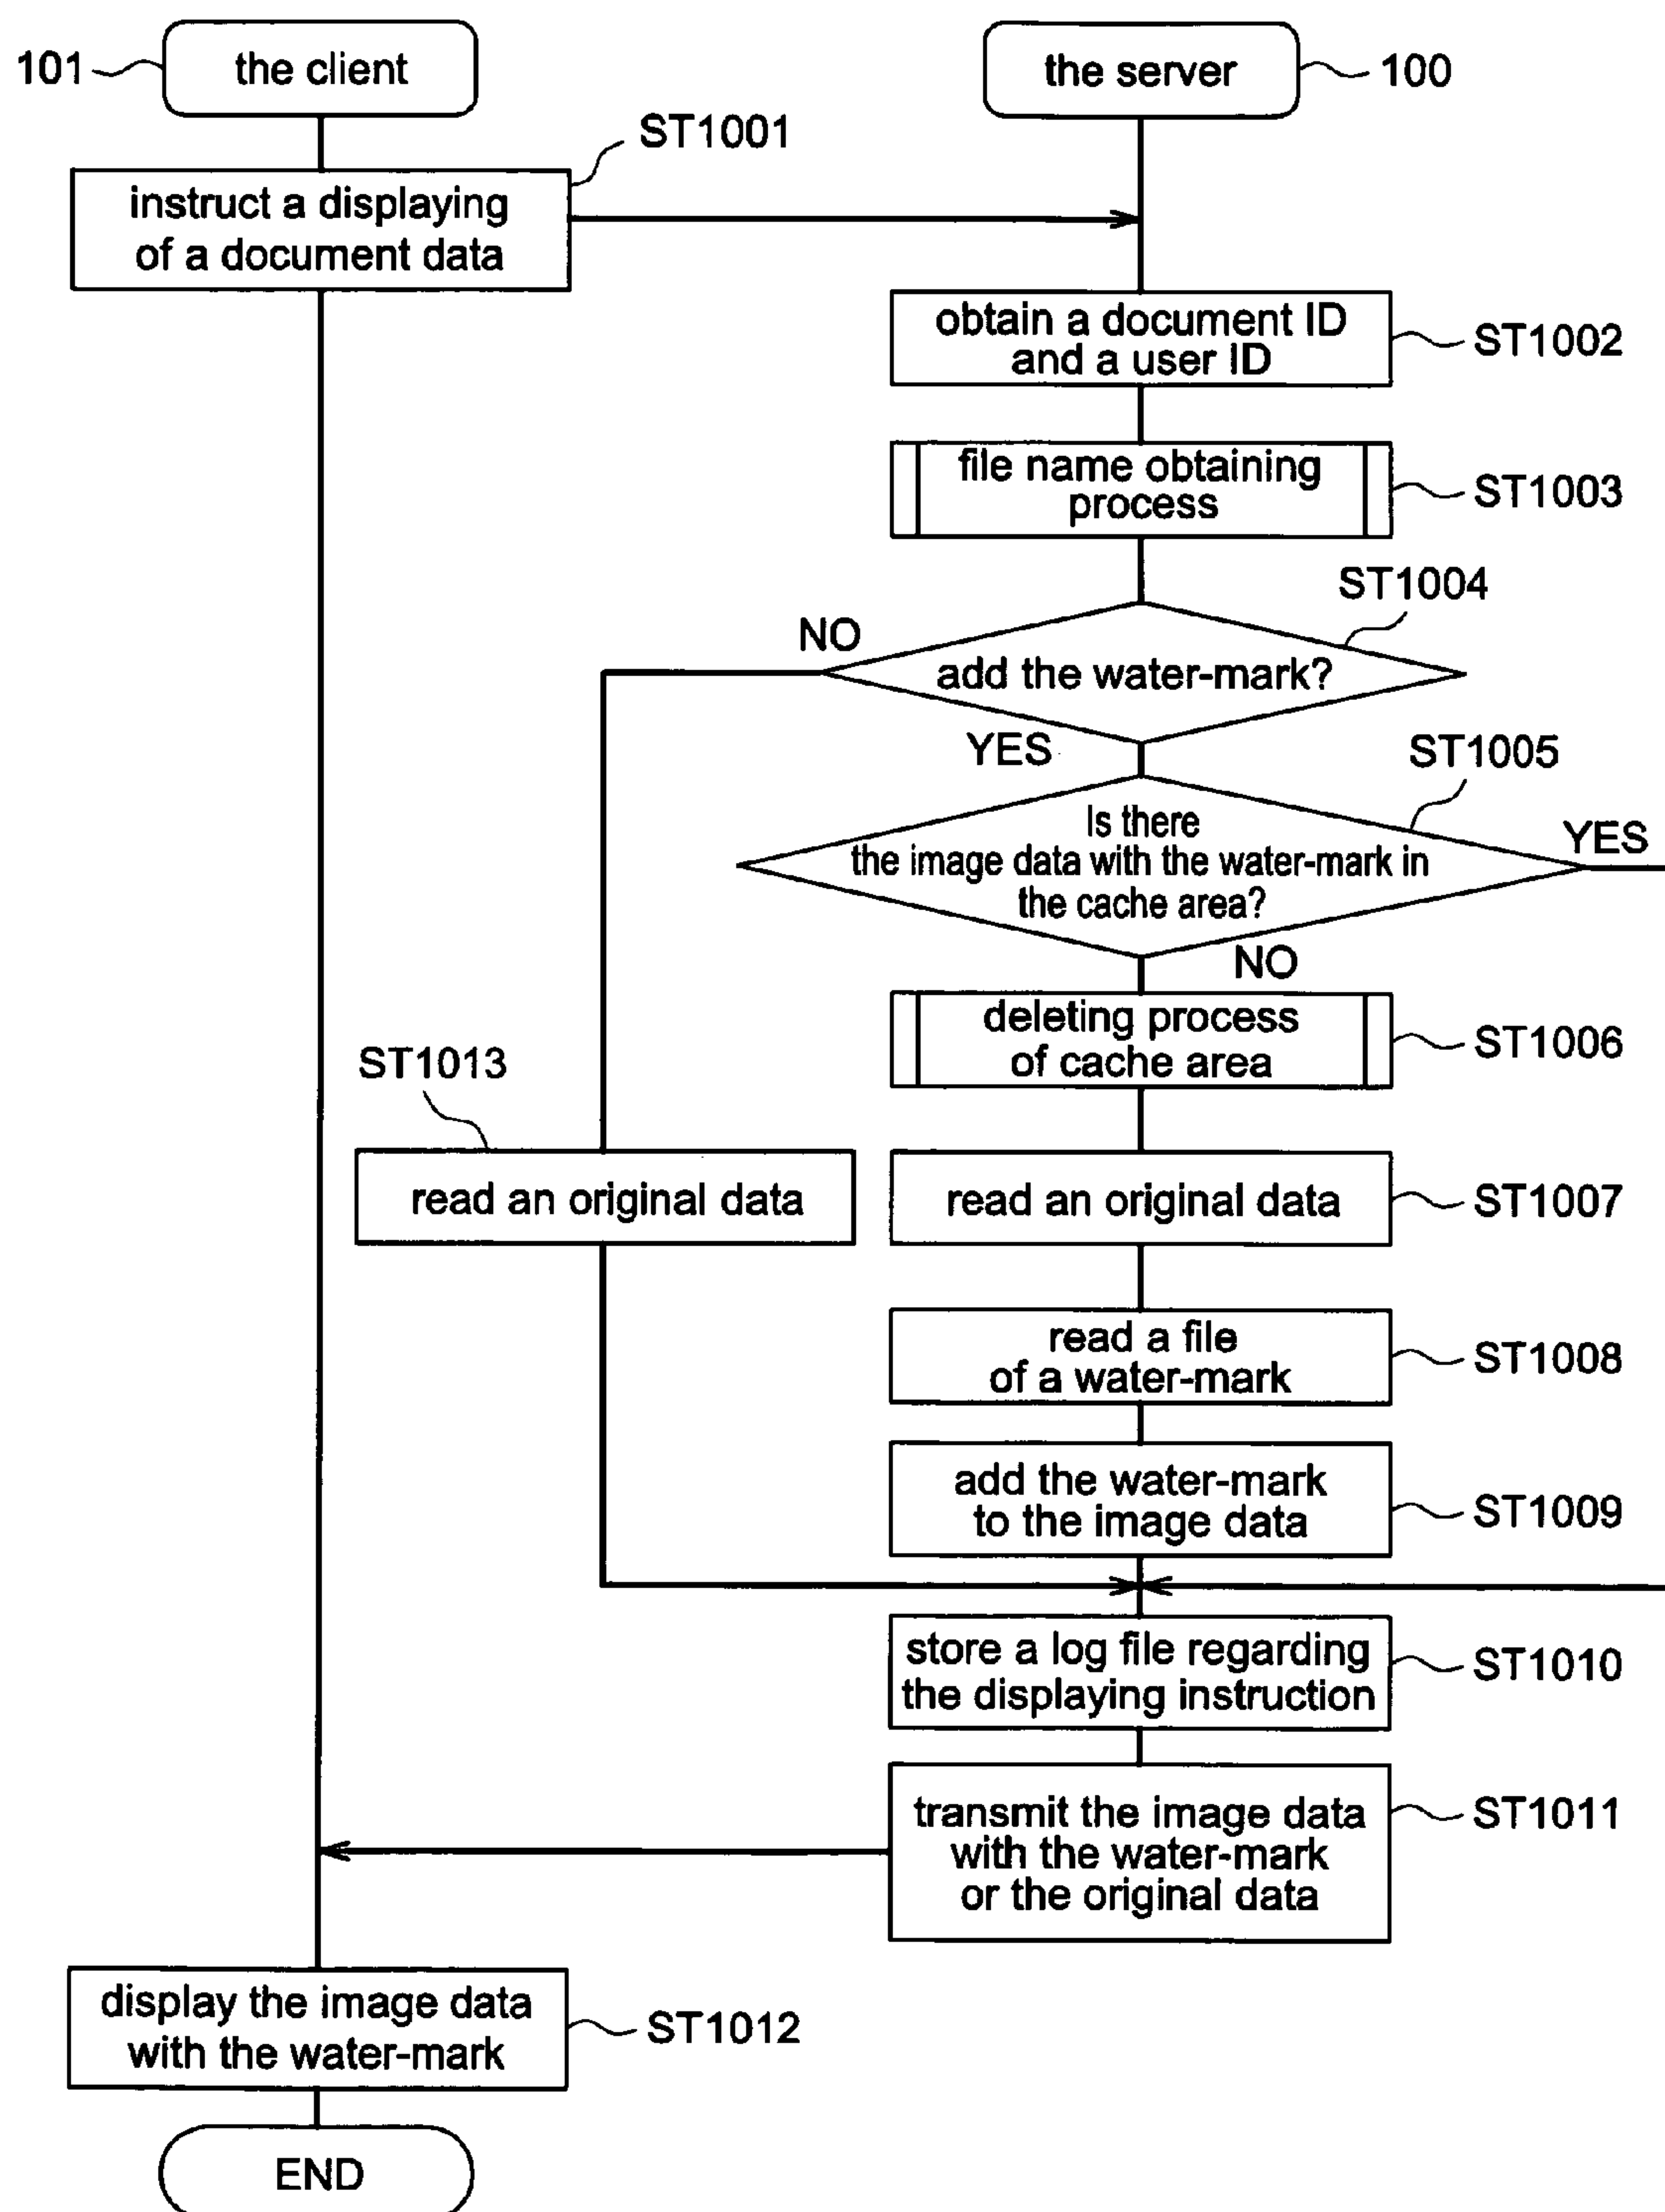 101
the client
the server
100
ST1001
instruct a displaying
of a document data
obtain a document ID
and a user ID
ST1002
file name obtaining
process
ST1003
ST1004
NO
add the water-mark?
YES
ST1005
Is there
the image data with the water-mark in
the cache area?
YES
NO
deleting process
of cache area
ST1006
ST1013
read an original data
read an original data
ST1007
read a file
of a water-mark
ST1008
add the water-mark
to the image data
ST1009
store a log file regarding
the displaying instruction
ST1010
transmit the image data
with the water-mark
or the original data
ST1011
display the image data
with the water-mark
ST1012
END